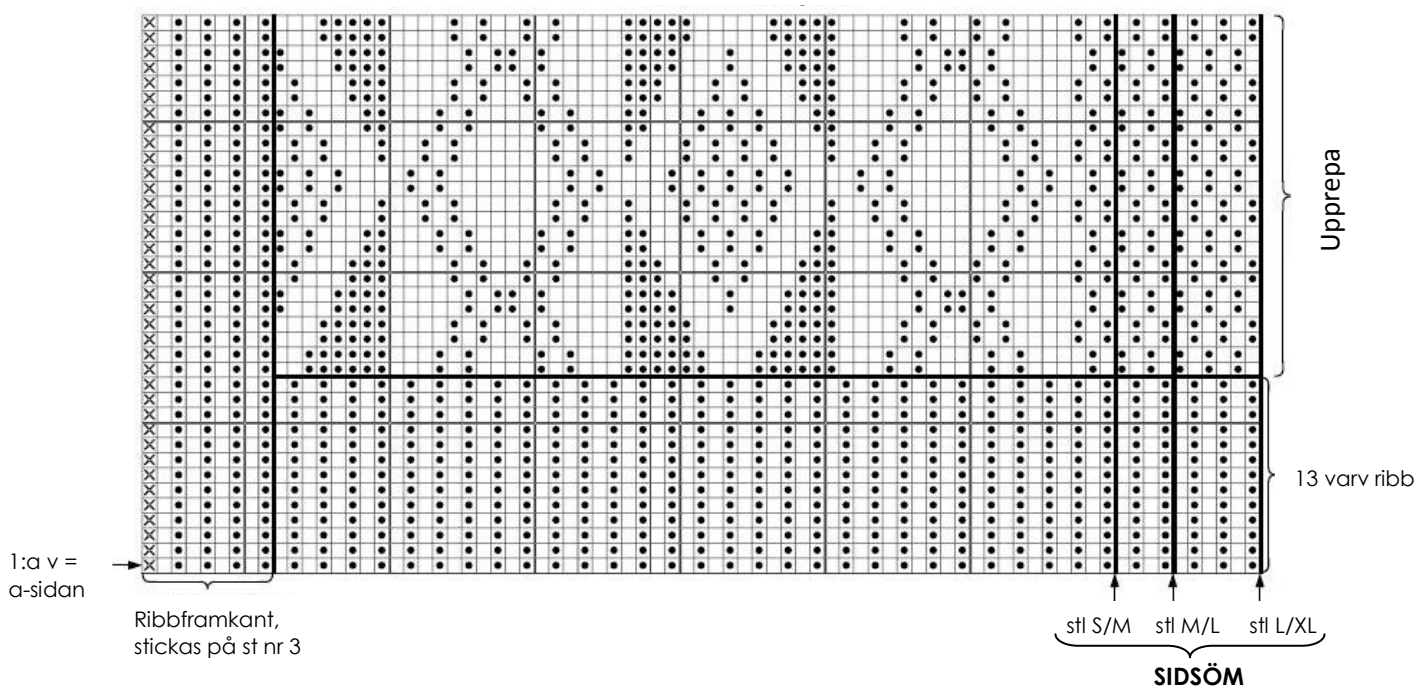 Upprepa
13 varv ribb
1:a v =
a-sidan
Ribbframkant,
stickas på st nr 3
stl S/M stl M/L stl L/XL
SIDSÖM